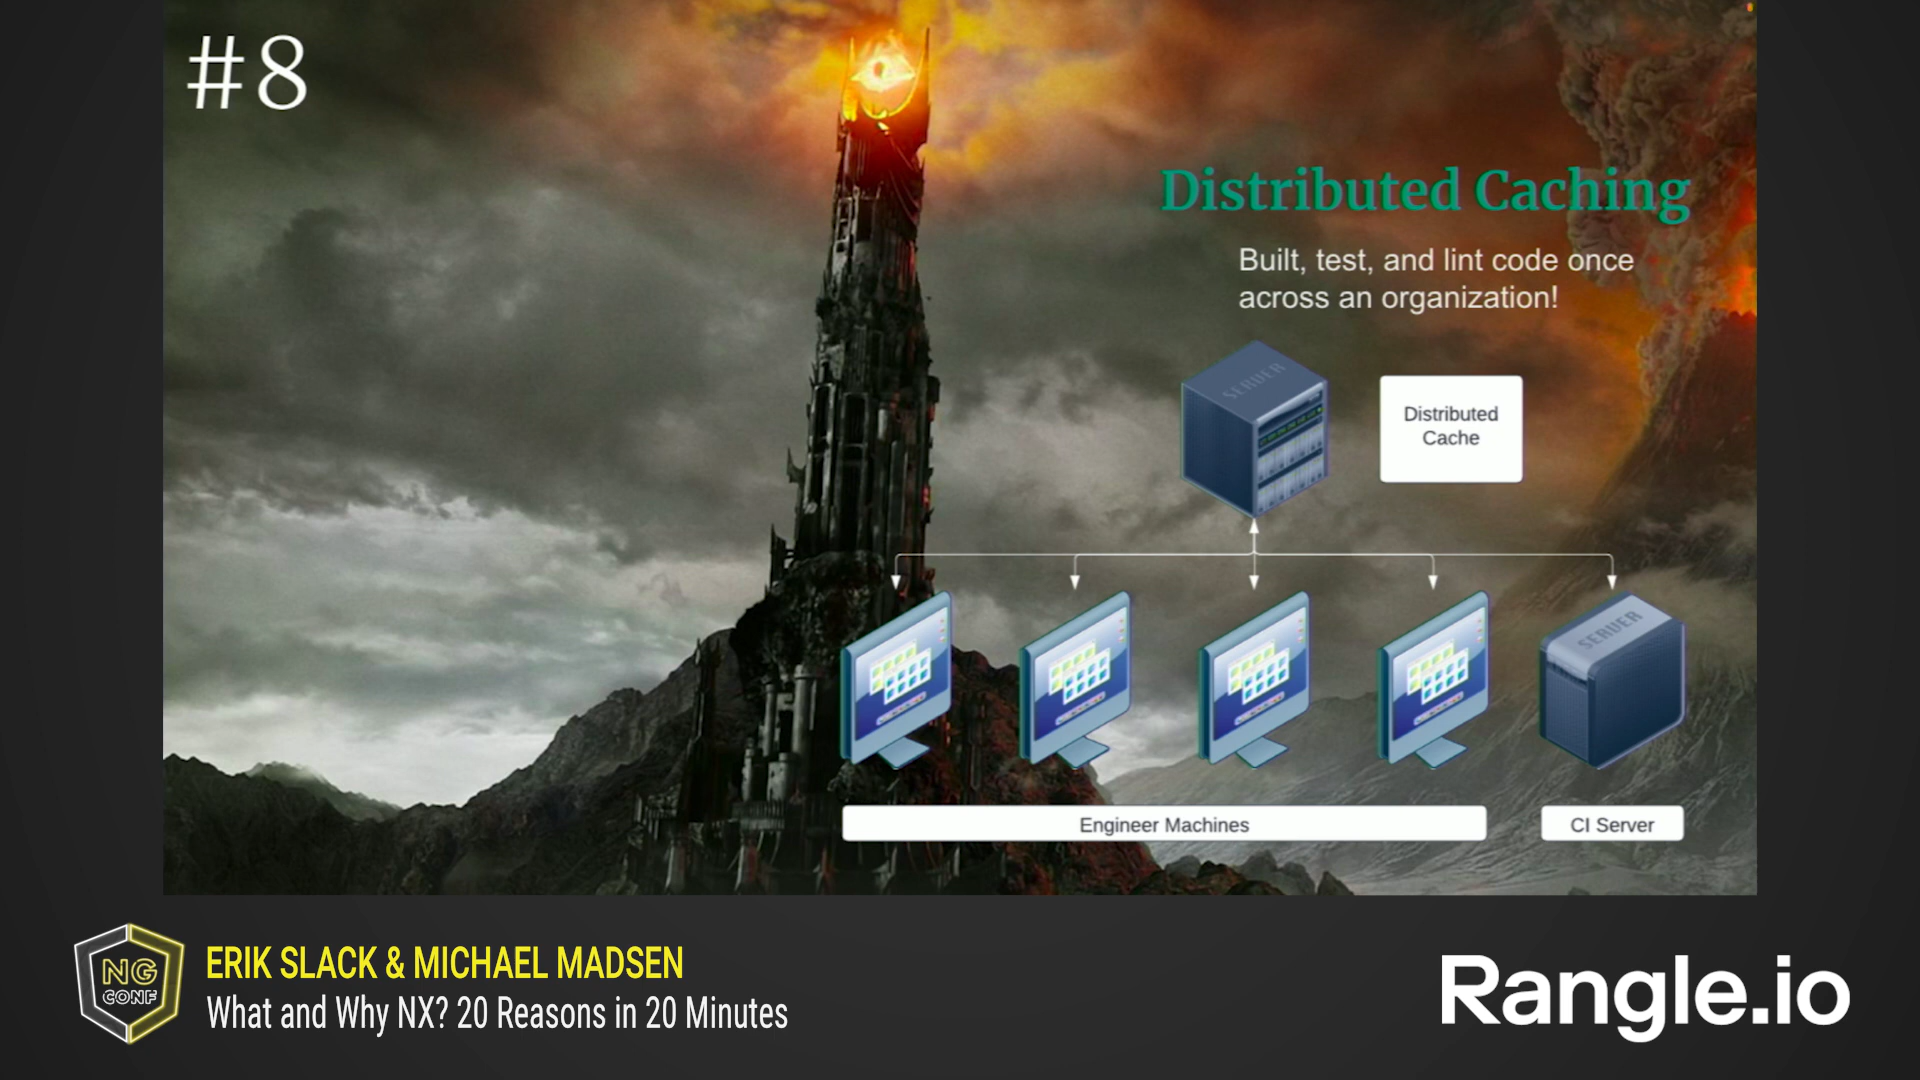 #8
Distributed Caching
Built, test, and lint code once
across an organization!
SERVER
Distributed
Cache
SERVER
Engineer Machines
CI Server
NG
CONF
ERIK SLACK & MICHAEL MADSEN
What and Why NX? 20 Reasons in 20 Minutes
Rangle.io